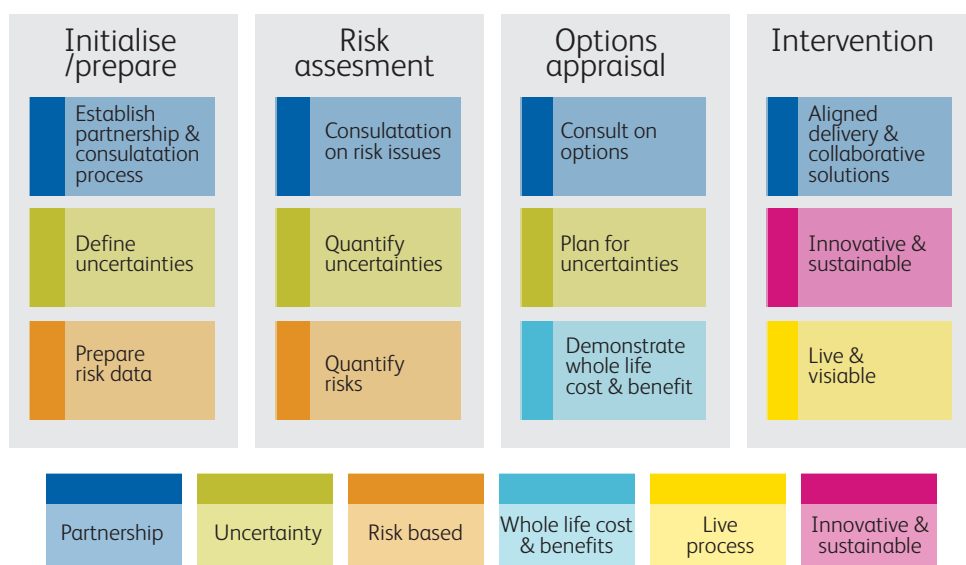 Initialise
/prepare
Establish
partnership &
consulatation
process
Define
uncertainties
Prepare
risk data
Risk
assesment
Consulatation
on risk issues
Quantify
uncertainties
Quantify
risks
Options
appraisal
Consult on
options
Plan for
uncertainties
Demonstrate
whole life
cost & benefit
Intervention
Aligned
delivery &
collaborative
solutions
Innovative &
sustainable
Live &
visiable
Partnership
Uncertainty
Risk based
Whole life cost
& benefits
Live
process
Innovative &
sustainable